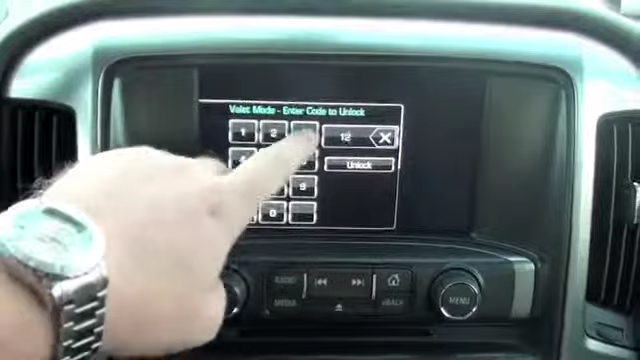 Valet Mode - Enter Code to Unlock
1 2 12
Unlock
9
0
RADIO
MEDIA
BACK
MENU